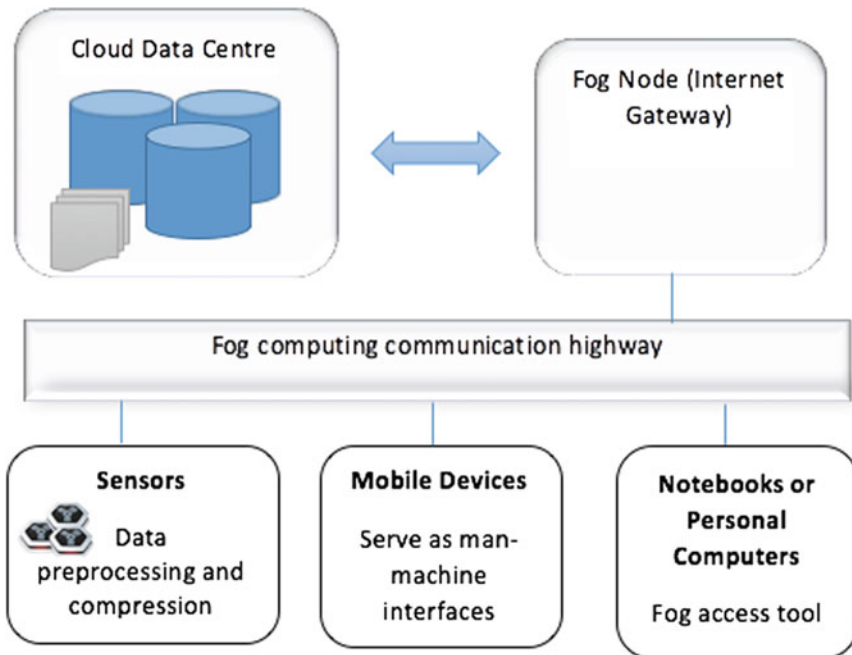 Cloud Data Centre
Fog Node (Internet
Gateway)
Fog computing communication highway
Sensors
Data
preprocessing and
compression
Mobile Devices
Serve as man-
machine
interfaces
Notebooks or
Personal
Computers
Fog access tool